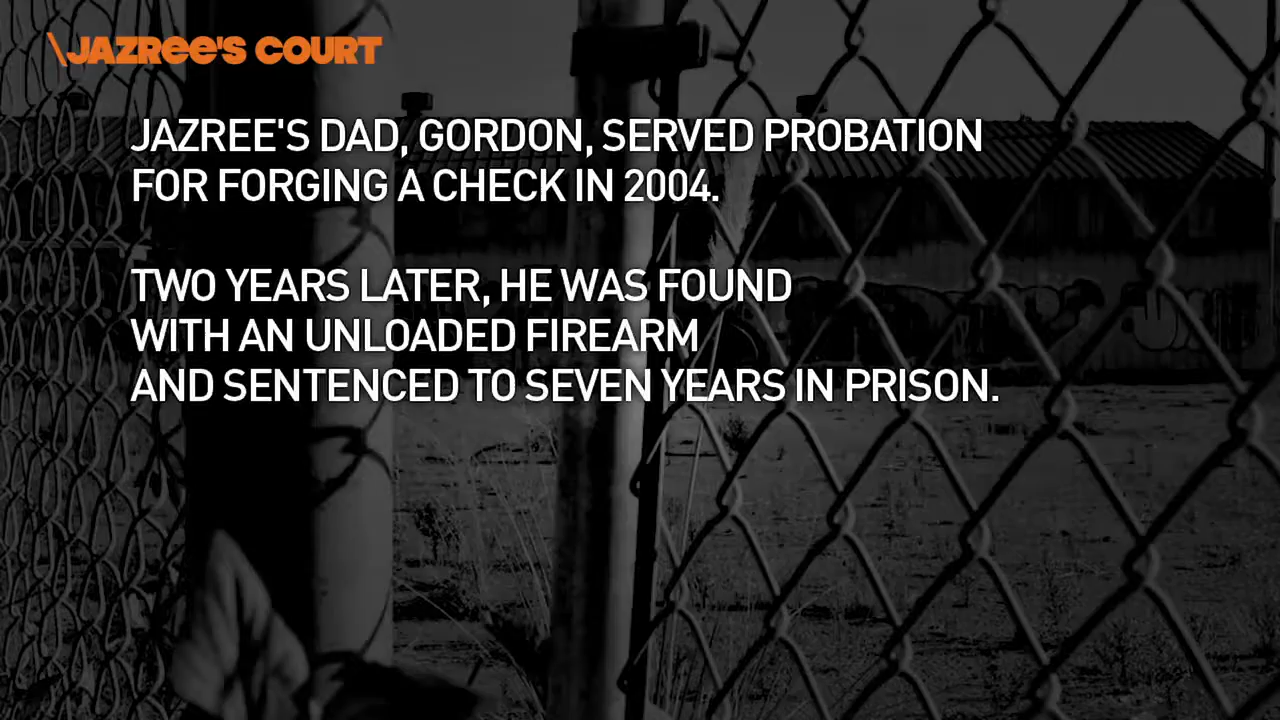 \JAZRee'S COURT
JAZREE'S DAD, GORDON, SERVED PROBATION
FOR FORGING A CHECK IN 2004.
TWO YEARS LATER, HE WAS FOUND
WITH AN UNLOADED FIREARM
AND SENTENCED TO SEVEN YEARS IN PRISON.